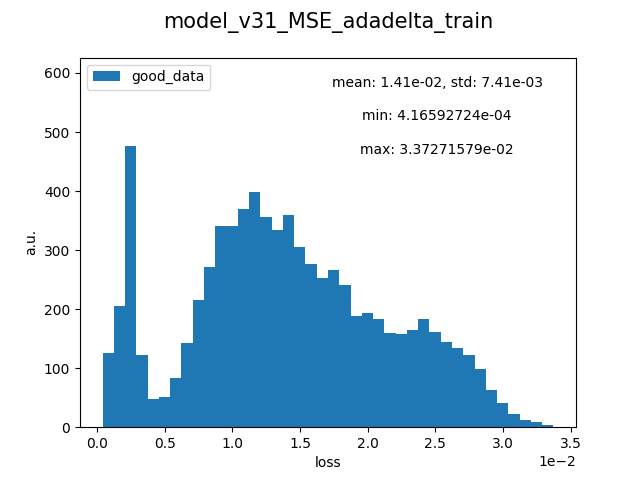 model_v31_MSE_adadelta_train
good_data
mean: 1.41e-02, std: 7.41e-03
min: 4.16592724e-04
max: 3.37271579e-02
600
500
400
300
200
100
0
a.u.
0.0 0.5 1.0 1.5 2.0 2.5 3.0 3.5
1e−2
loss